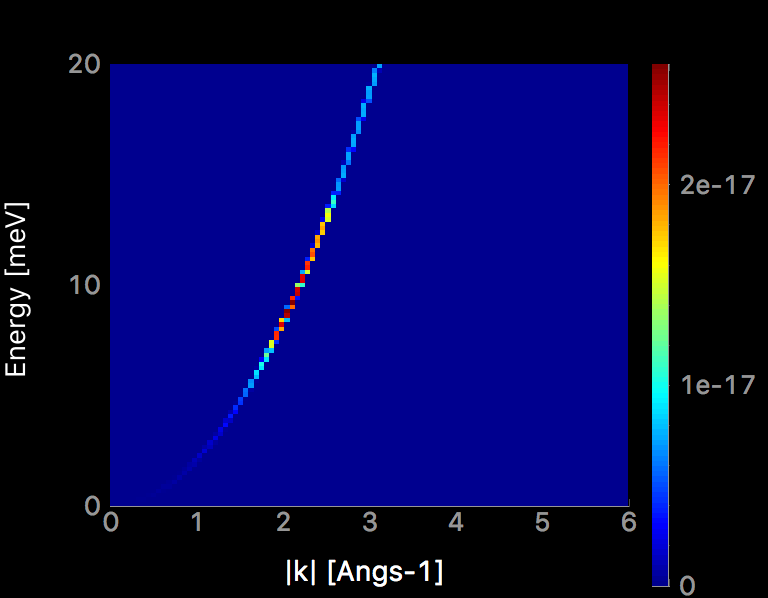 20
10
0
0 1 2 3 4 5 6
Energy [meV]
|k| [Angs-1]
2e-17
1e-17
0